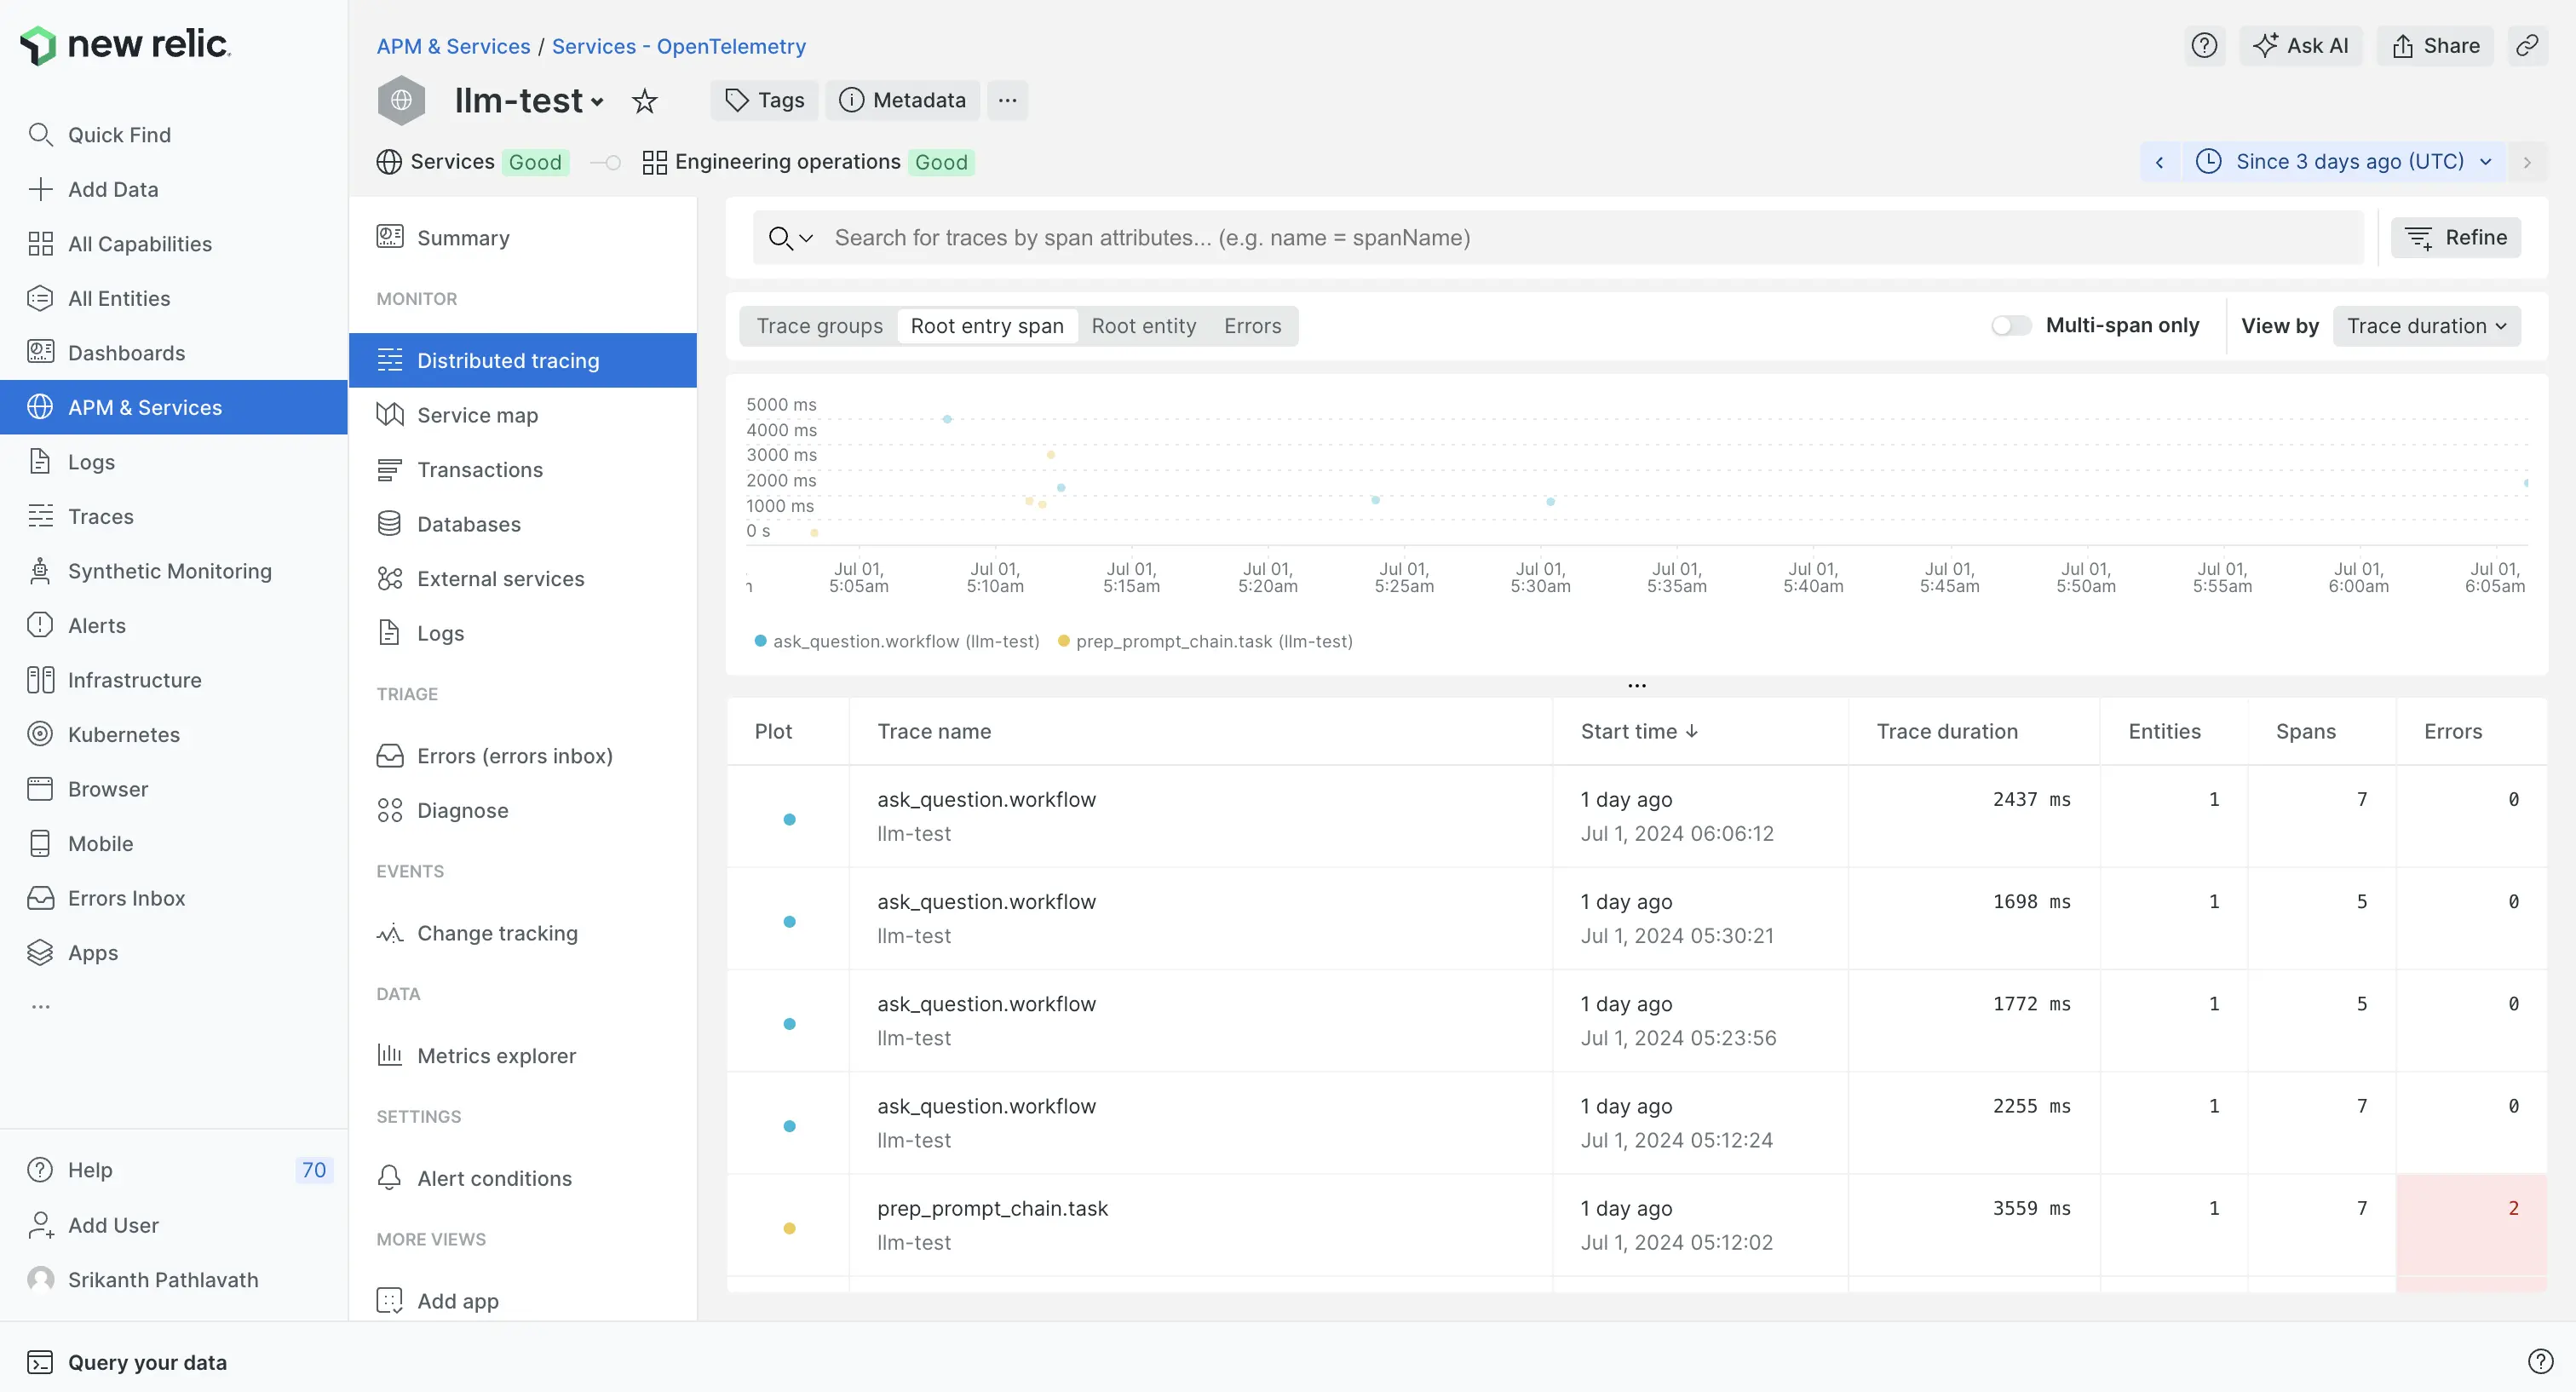 new relic
Quick Find
Add Data
All Capabilities
All Entities
Dashboards
APM & Services
Logs
Traces
Synthetic Monitoring
Alerts
Infrastructure
Kubernetes
Browser
Mobile
Errors Inbox
Apps
...
Help 70
Add User
Srikanth Pathlavath
Query your data
APM & Services / Services - OpenTelemetry
llm-test
Tags
Metadata
...
Ask AI
Share
Services Good
Engineering operations Good
Since 3 days ago (UTC)
Summary
MONITOR
Distributed tracing
Service map
Transactions
Databases
External services
Logs
TRIAGE
Errors (errors inbox)
Diagnose
EVENTS
Change tracking
DATA
Metrics explorer
SETTINGS
Alert conditions
MORE VIEWS
Add app
Search for traces by span attributes... (e.g. name = spanName)
Refine
Trace groups Root entry span Root entity Errors
Multi-span only
View by Trace duration
5000 ms
4000 ms
3000 ms
2000 ms
1000 ms
0 s
Jul 01, 5:05am
Jul 01, 5:10am
Jul 01, 5:15am
Jul 01, 5:20am
Jul 01, 5:25am
Jul 01, 5:30am
Jul 01, 5:35am
Jul 01, 5:40am
Jul 01, 5:45am
Jul 01, 5:50am
Jul 01, 5:55am
Jul 01, 6:00am
Jul 01, 6:05am
ask_question.workflow (llm-test) prep_prompt_chain.task (llm-test)
...
Plot Trace name Start time ↓ Trace duration Entities Spans Errors
ask_question.workflow 1 day ago 2437 ms 1 7 0
llm-test Jul 1, 2024 06:06:12
ask_question.workflow 1 day ago 1698 ms 1 5 0
llm-test Jul 1, 2024 05:30:21
ask_question.workflow 1 day ago 1772 ms 1 5 0
llm-test Jul 1, 2024 05:23:56
ask_question.workflow 1 day ago 2255 ms 1 7 0
llm-test Jul 1, 2024 05:12:24
prep_prompt_chain.task 1 day ago 3559 ms 1 7 2
llm-test Jul 1, 2024 05:12:02